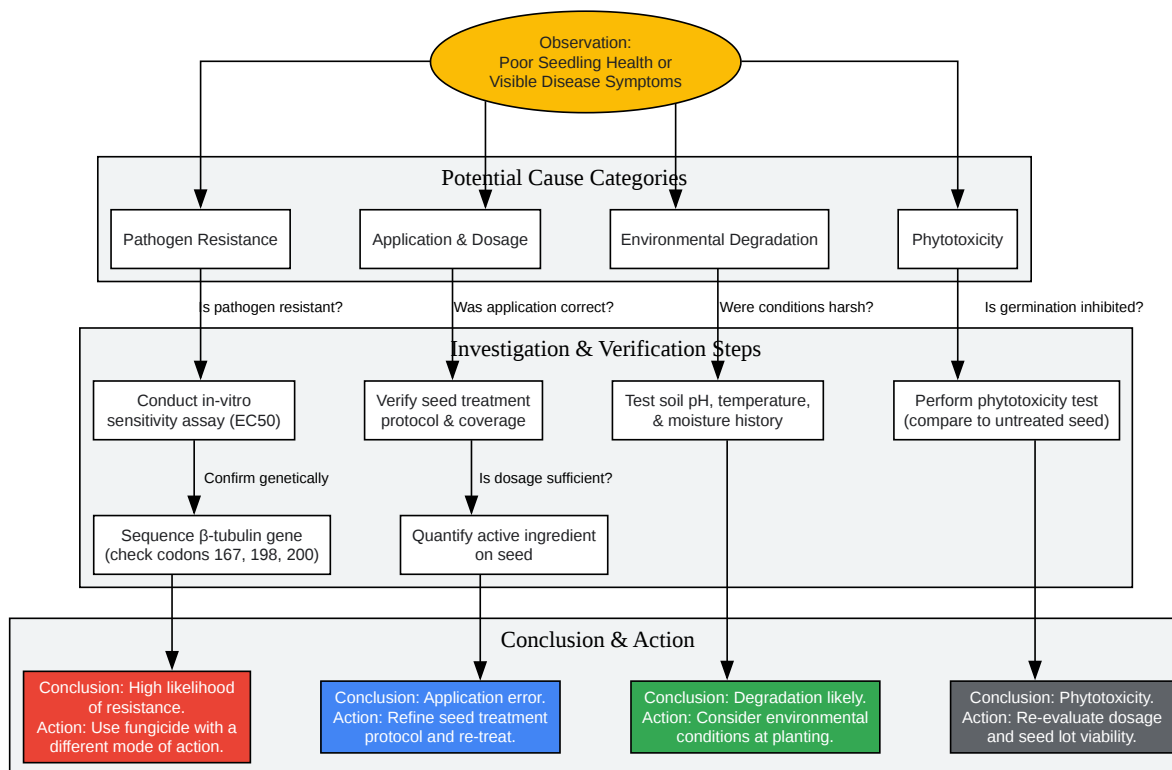 Observation:
Poor Seedling Health or
Visible Disease Symptoms
Potential Cause Categories
Pathogen Resistance
Application & Dosage
Environmental Degradation
Phytotoxicity
Is pathogen resistant?
Was application correct?
Were conditions harsh?
Is germination inhibited?
Investigation & Verification Steps
Conduct in-vitro
sensitivity assay (EC50)
Verify seed treatment
protocol & coverage
Test soil pH, temperature,
& moisture history
Perform phytotoxicity test
(compare to untreated seed)
Confirm genetically
Is dosage sufficient?
Sequence β-tubulin gene
(check codons 167, 198, 200)
Quantify active ingredient
on seed
Conclusion & Action
Conclusion: High likelihood
of resistance.
Action: Use fungicide with a
different mode of action.
Conclusion: Application error.
Action: Refine seed treatment
protocol and re-treat.
Conclusion: Degradation likely.
Action: Consider environmental
conditions at planting.
Conclusion: Phytotoxicity.
Action: Re-evaluate dosage
and seed lot viability.